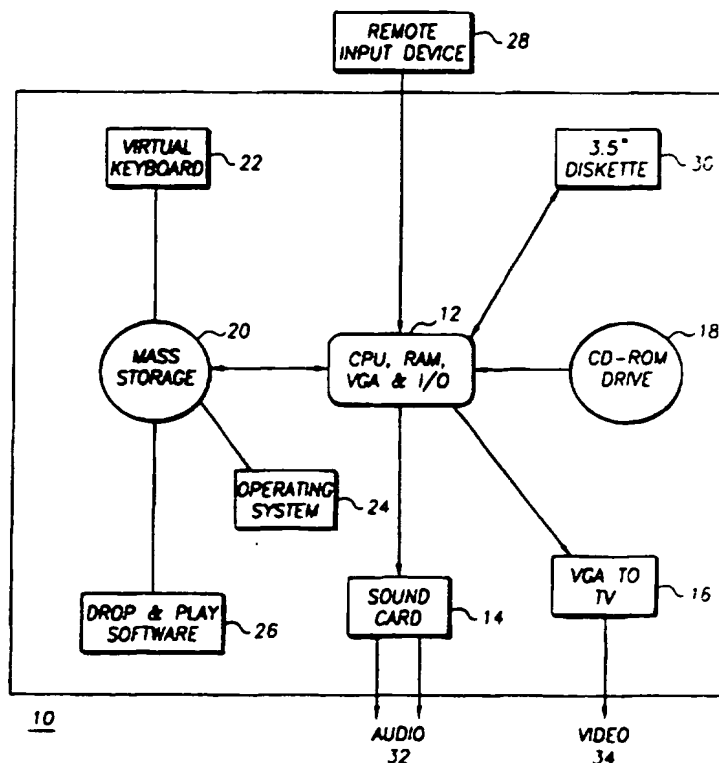 REMOTE
INPUT DEVICE
28
VIRTUAL
KEYBOARD
22
3.5"
DISKETTE
30
20
MASS
STORAGE
12
CPU, RAM,
VGA & I/O
18
CD-ROM
DRIVE
OPERATING
SYSTEM
24
DROP & PLAY
SOFTWARE
26
SOUND
CARD
14
VGA TO
TV
16
10
AUDIO
32
VIDEO
34